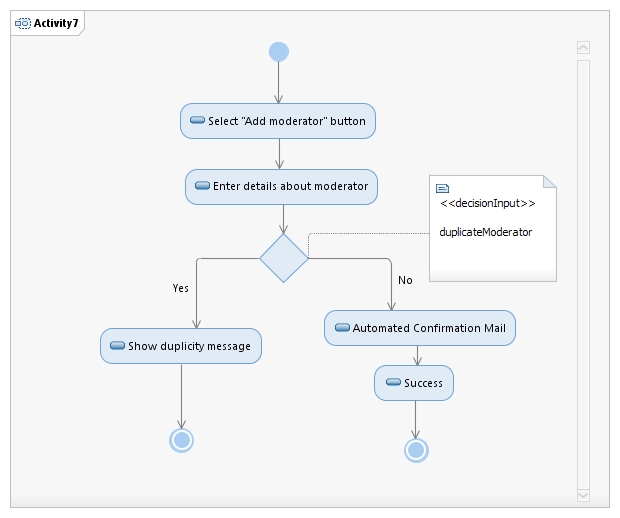 Activity7
Select "Add moderator" button
Enter details about moderator
<<decisionInput>>
duplicateModerator
Yes
No
Automated Confirmation Mail
Show duplicity message
Success